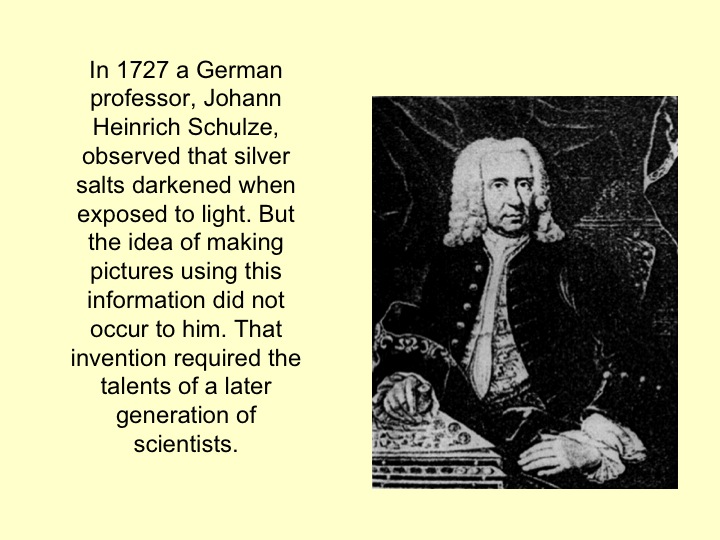 In 1727 a German
professor, Johann
Heinrich Schulze,
observed that silver
salts darkened when
exposed to light. But
the idea of making
pictures using this
information did not
occur to him. That
invention required the
talents of a later
generation of
scientists.